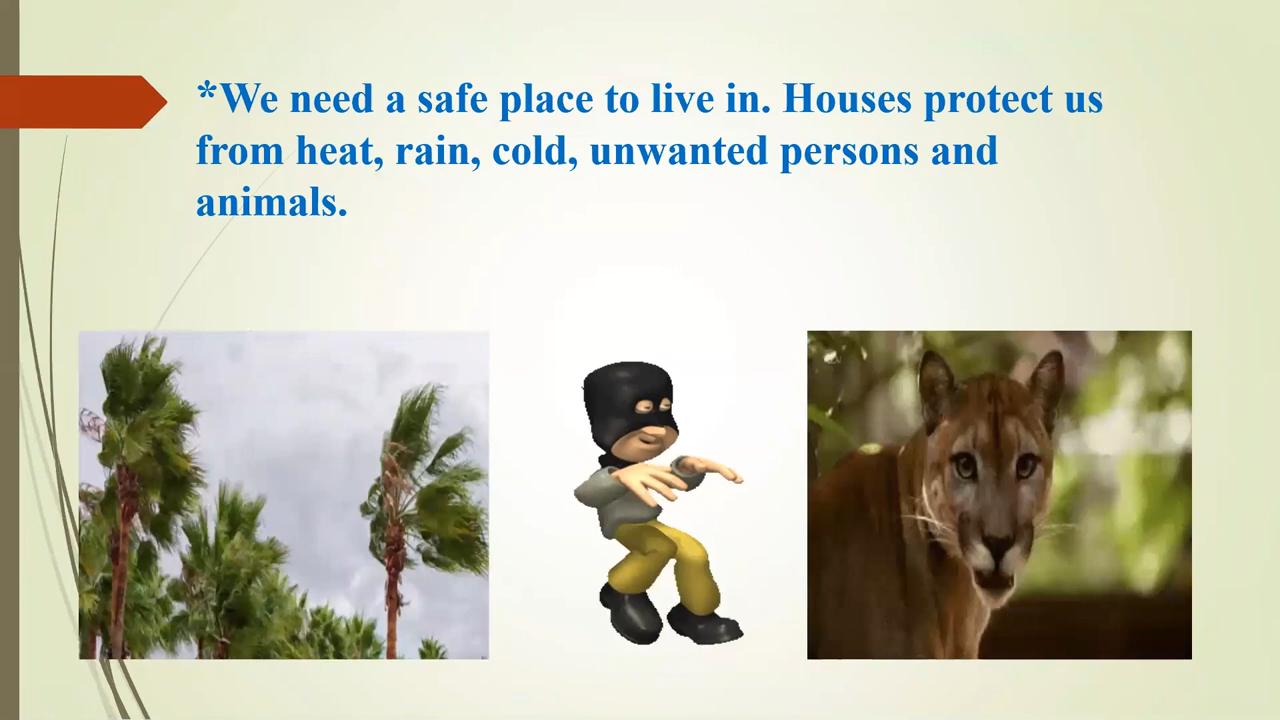 *We need a safe place to live in. Houses protect us
from heat, rain, cold, unwanted persons and
animals.